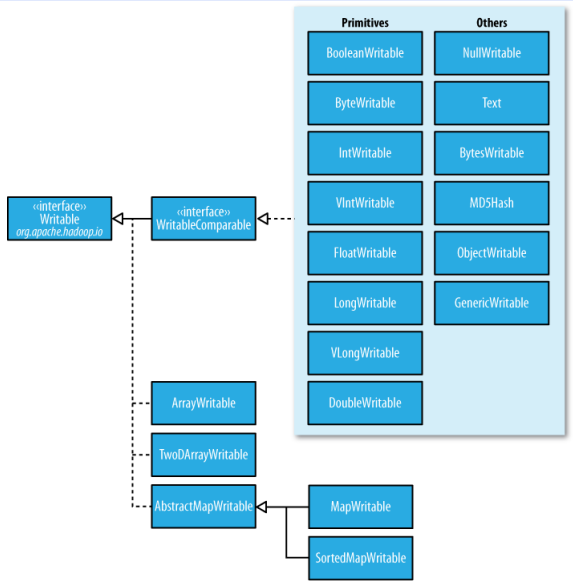 Primitives
Others
BooleanWritable
NullWritable
ByteWritable
Text
IntWritable
BytesWritable
VIntWritable
MD5Hash
FloatWritable
ObjectWritable
LongWritable
GenericWritable
VLongWritable
DoubleWritable
«interface»
Writable
org.apache.hadoop.io
«interface»
WritableComparable
ArrayWritable
TwoDArrayWritable
AbstractMapWritable
MapWritable
SortedMapWritable